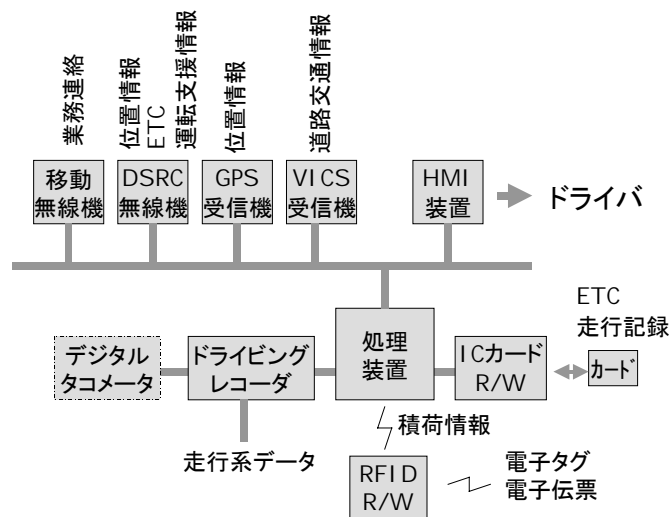 業務連絡
位置情報
ETC
運転支援情報
位置情報
道路交通情報
移動
無線機
DSRC
無線機
GPS
受信機
VICS
受信機
HMI
装置
ドライバ
デジタル
タコメータ
ドライビング
レコーダ
処理
装置
ICカード
R/W
ETC
走行記録
カード
走行系データ
積荷情報
RFID
R/W
電子タグ
電子伝票